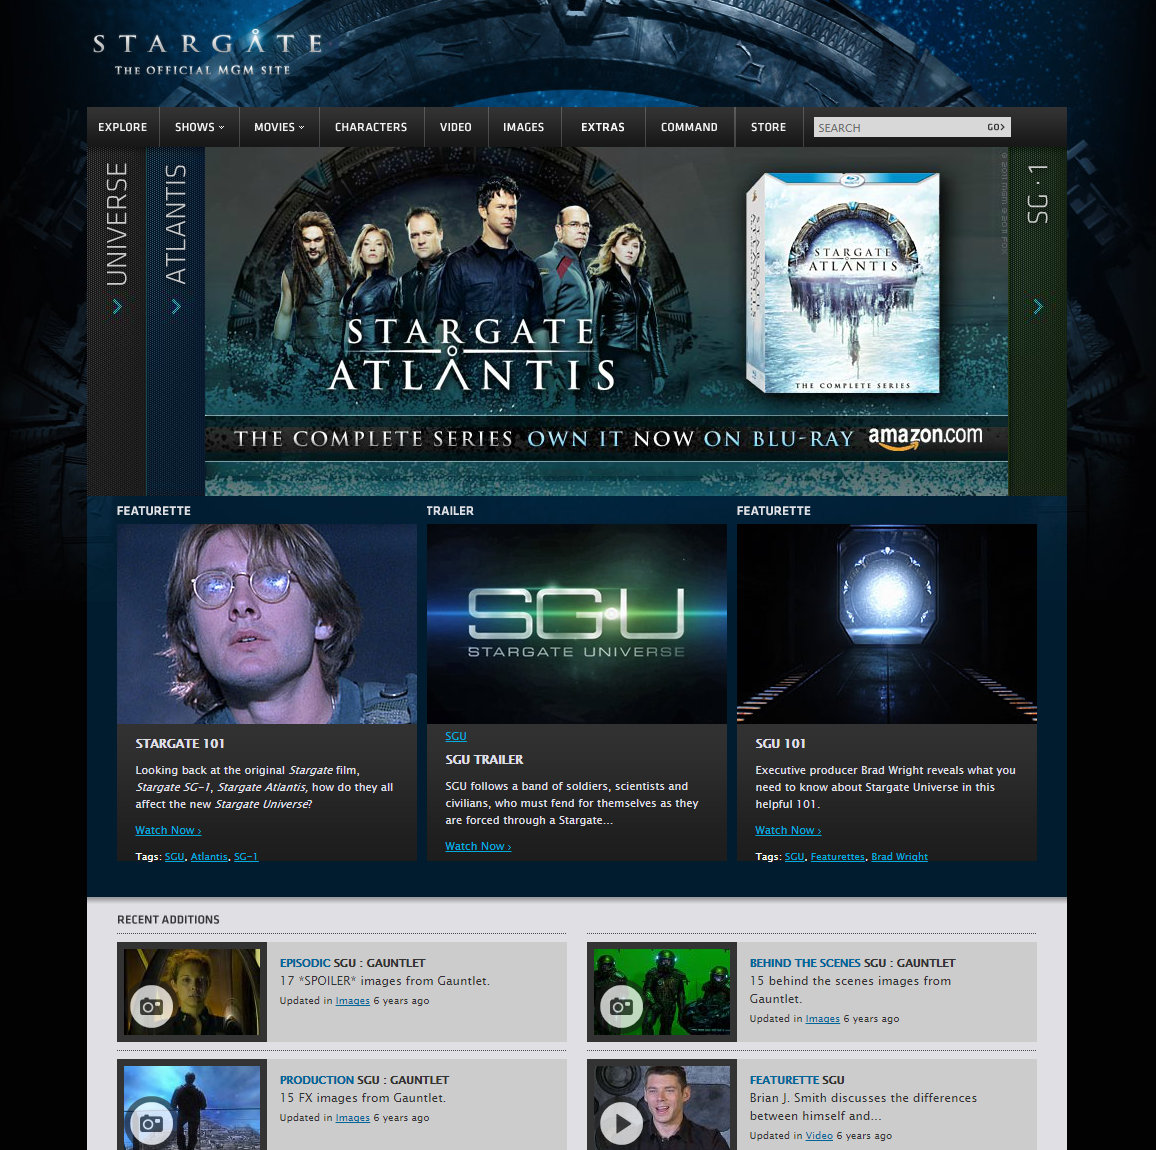 STARGATE
THE OFFICIAL MGM SITE
EXPLORE
SHOWS
MOVIES
CHARACTERS
VIDEO
IMAGES
EXTRAS
COMMAND
STORE
SEARCH
GO>
UNIVERSE
ATLANTIS
STARGATE
ATLANTIS
STARGATE
ATLANTIS
THE COMPLETE SERIES
THE COMPLETE SERIES OWN IT NOW ON BLU-RAY amazon.com
SG·1
FEATURETTE
STARGATE 101
Looking back at the original Stargate film,
Stargate SG-1, Stargate Atlantis, how do they all
affect the new Stargate Universe?
Watch Now ›
Tags: SGU, Atlantis, SG-1
TRAILER
SGU
STARGATE UNIVERSE
SGU
SGU TRAILER
SGU follows a band of soldiers, scientists and
civilians, who must fend for themselves as they
are forced through a Stargate...
Watch Now ›
FEATURETTE
SGU 101
Executive producer Brad Wright reveals what you
need to know about Stargate Universe in this
helpful 101.
Watch Now ›
Tags: SGU, Featurettes, Brad Wright
RECENT ADDITIONS
EPISODIC SGU : GAUNTLET
17 *SPOILER* images from Gauntlet.
Updated in Images 6 years ago
BEHIND THE SCENES SGU : GAUNTLET
15 behind the scenes images from
Gauntlet.
Updated in Images 6 years ago
PRODUCTION SGU : GAUNTLET
15 FX images from Gauntlet.
Updated in Images 6 years ago
FEATURETTE SGU
Brian J. Smith discusses the differences
between himself and...
Updated in Video 6 years ago